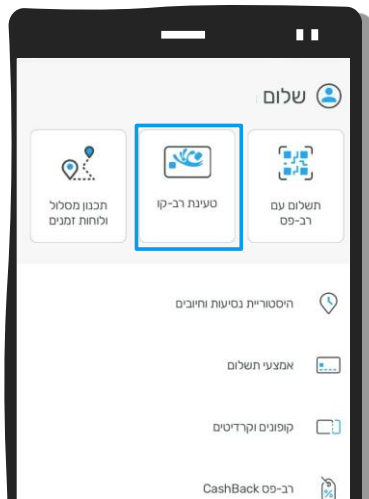 שלום
תשלום עם
רב-פס
טעינת רב-קו
תכנון מסלול
ולוחות זמנים
היסטוריית נסיעות וחיובים
אמצעי תשלום
קופונים וקרדיטים
רב-פס CashBack